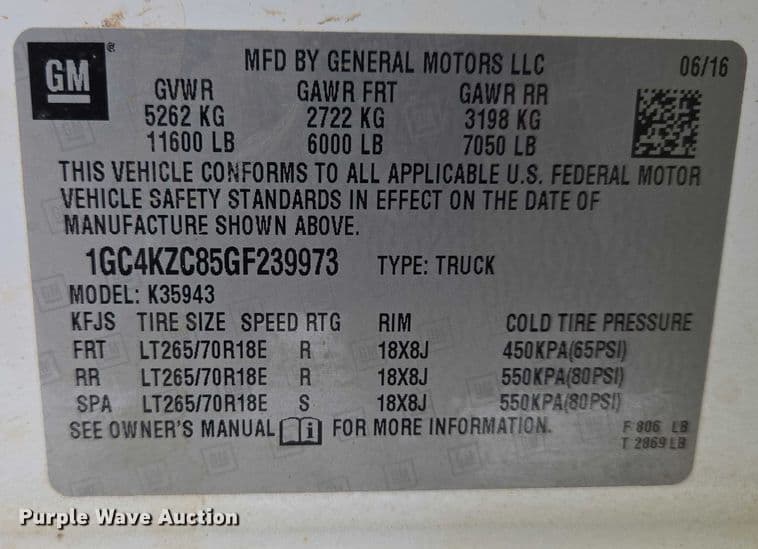 GM ®
MFD BY GENERAL MOTORS LLC 06/16
GVWR GAWR FRT GAWR RR
5262 KG 2722 KG 3198 KG
11600 LB 6000 LB 7050 LB
THIS VEHICLE CONFORMS TO ALL APPLICABLE U.S. FEDERAL MOTOR
VEHICLE SAFETY STANDARDS IN EFFECT ON THE DATE OF
MANUFACTURE SHOWN ABOVE.
1GC4KZC85GF239973 TYPE: TRUCK
MODEL: K35943
KFJS TIRE SIZE SPEED RTG RIM COLD TIRE PRESSURE
FRT LT265/70R18E R 18X8J 450KPA(65PSI)
RR LT265/70R18E R 18X8J 550KPA(80PSI)
SPA LT265/70R18E S 18X8J 550KPA(80PSI)
SEE OWNER'S MANUAL i FOR MORE INFORMATION.
F 806 LB
T 2869 LB
Purple Wave Auction